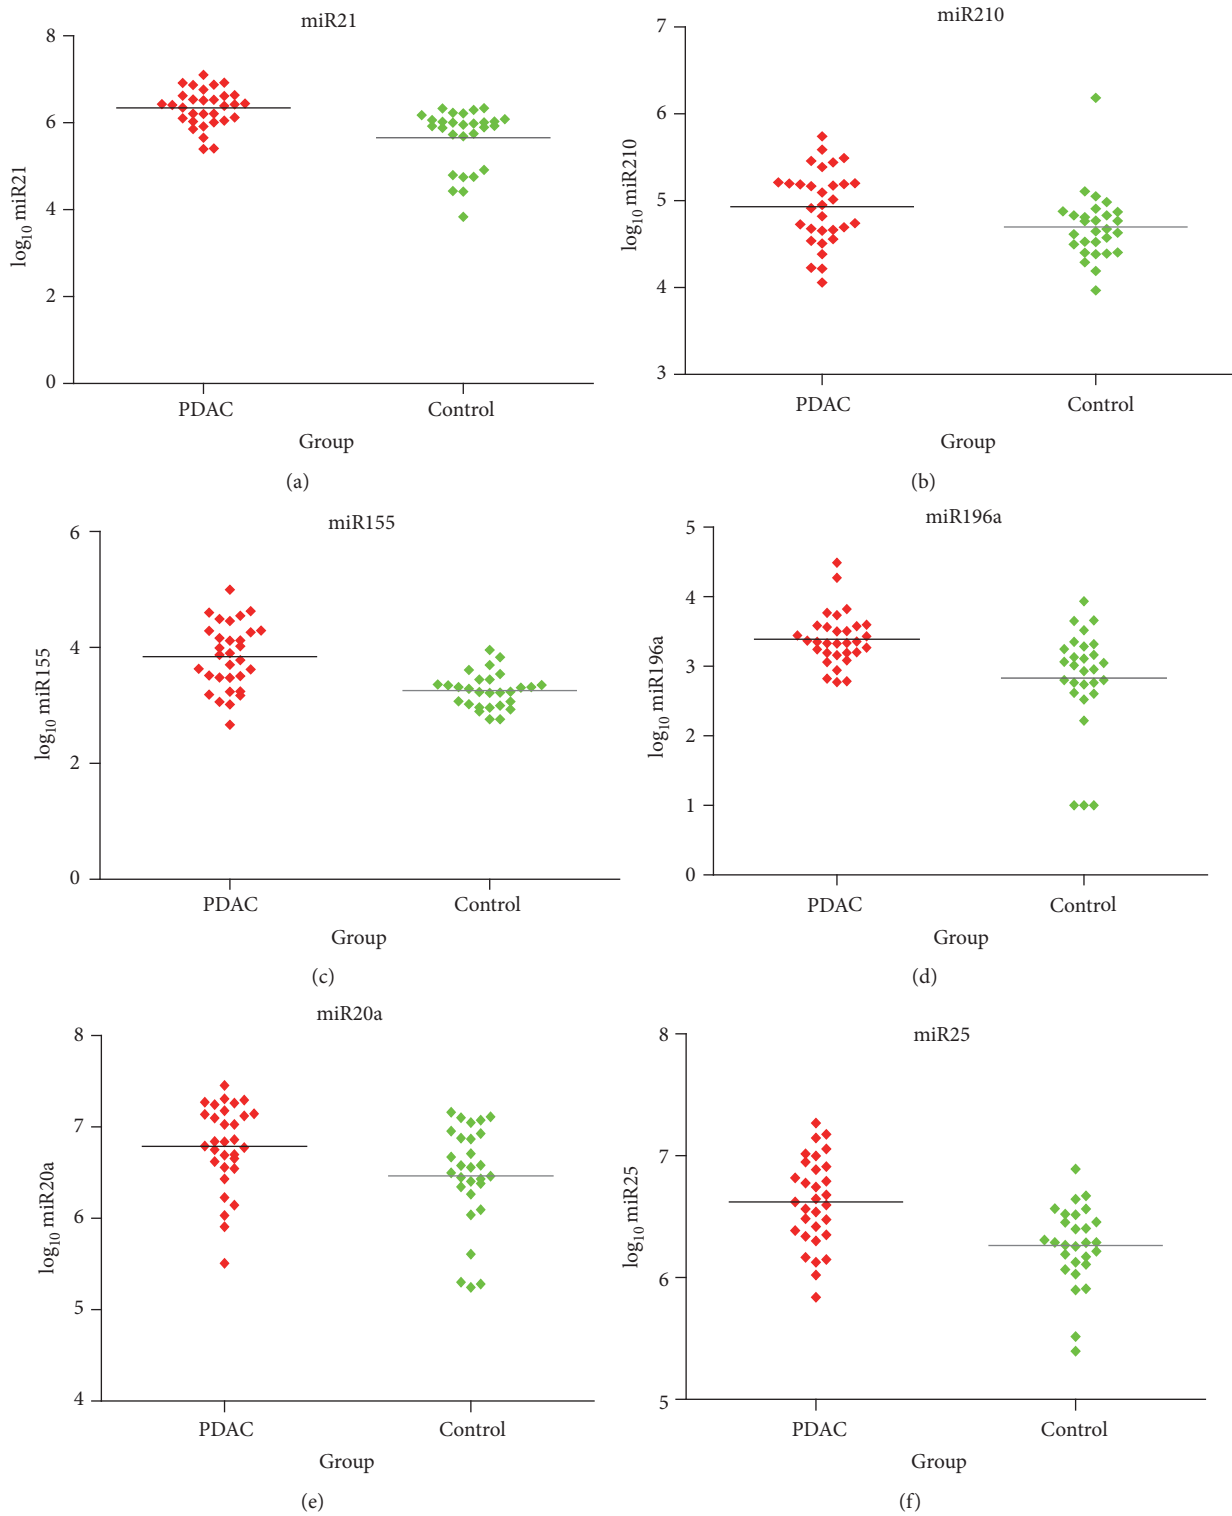 miR21
8
6
4
2
0
log10 miR21
PDAC
Control
Group
(a)
miR210
7
6
5
4
3
log10 miR210
PDAC
Control
Group
(b)
miR155
6
4
2
0
log10 miR155
PDAC
Control
Group
(c)
miR196a
5
4
3
2
1
0
log10 miR196a
PDAC
Control
Group
(d)
miR20a
8
7
6
5
4
log10 miR20a
PDAC
Control
Group
(e)
miR25
8
7
6
5
log10 miR25
PDAC
Control
Group
(f)